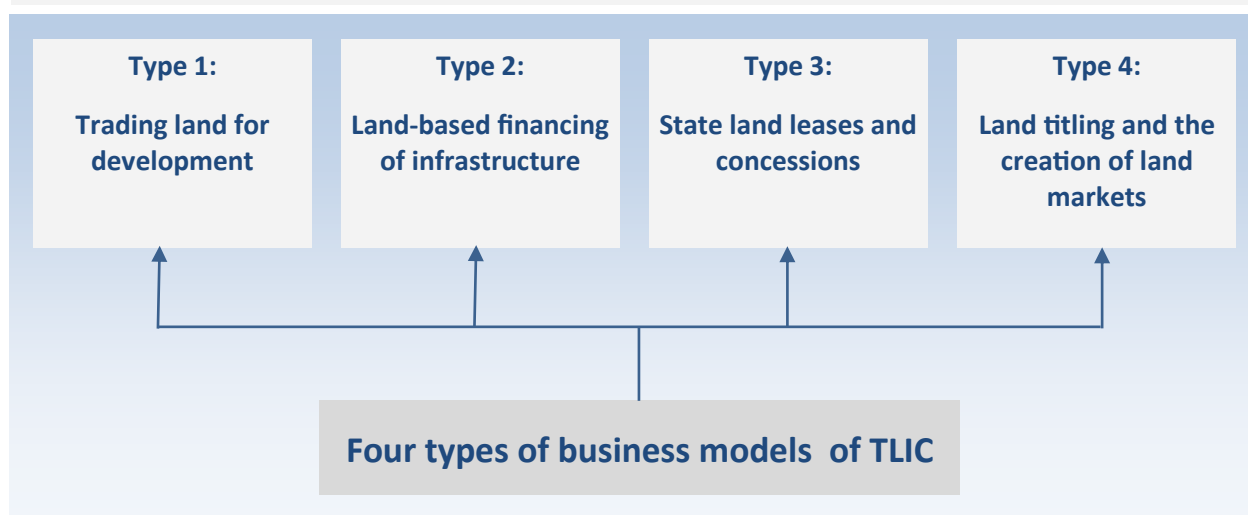 Type 1:
Trading land for
development
Type 2:
Land-based financing
of infrastructure
Type 3:
State land leases and
concessions
Type 4:
Land titling and the
creation of land
markets
Four types of business models  of TLIC